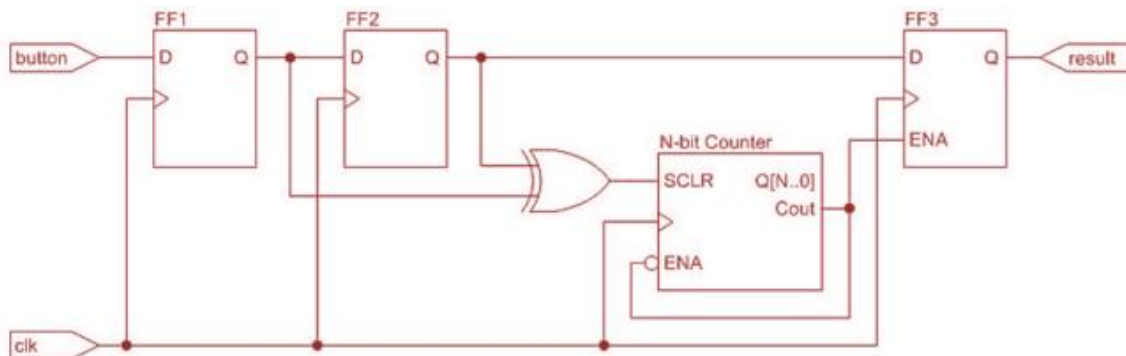 FF1
FF2
FF3
button
D Q
D Q
D Q
result
ENA
N-bit Counter
SCLR
Q[N..0]
Cout
ENA
clk